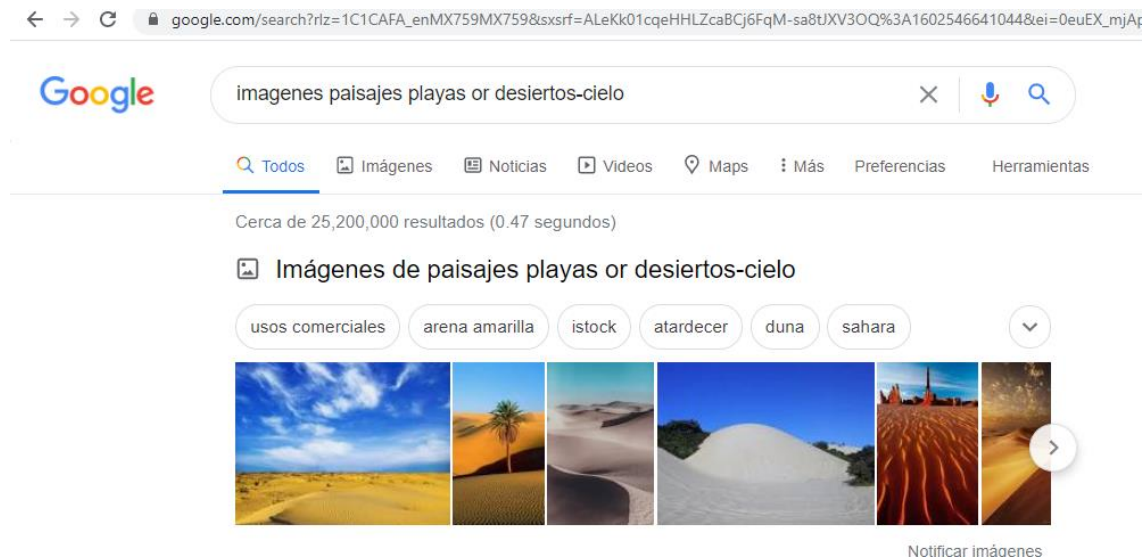 google.com/search?rlz=1C1CAFA_enMX759MX759&sxsrf=ALeKk01cqeHHLZcaBCj6FqM-sa8tJXV3OQ%3A1602546641044&ei=0euEX_mjAp
Google
imagenes paisajes playas or desiertos-cielo
Todos Imágenes Noticias Videos Maps Más Preferencias Herramientas
Cerca de 25,200,000 resultados (0.47 segundos)
Imágenes de paisajes playas or desiertos-cielo
usos comerciales arena amarilla istock atardecer duna sahara
Notificar imágenes